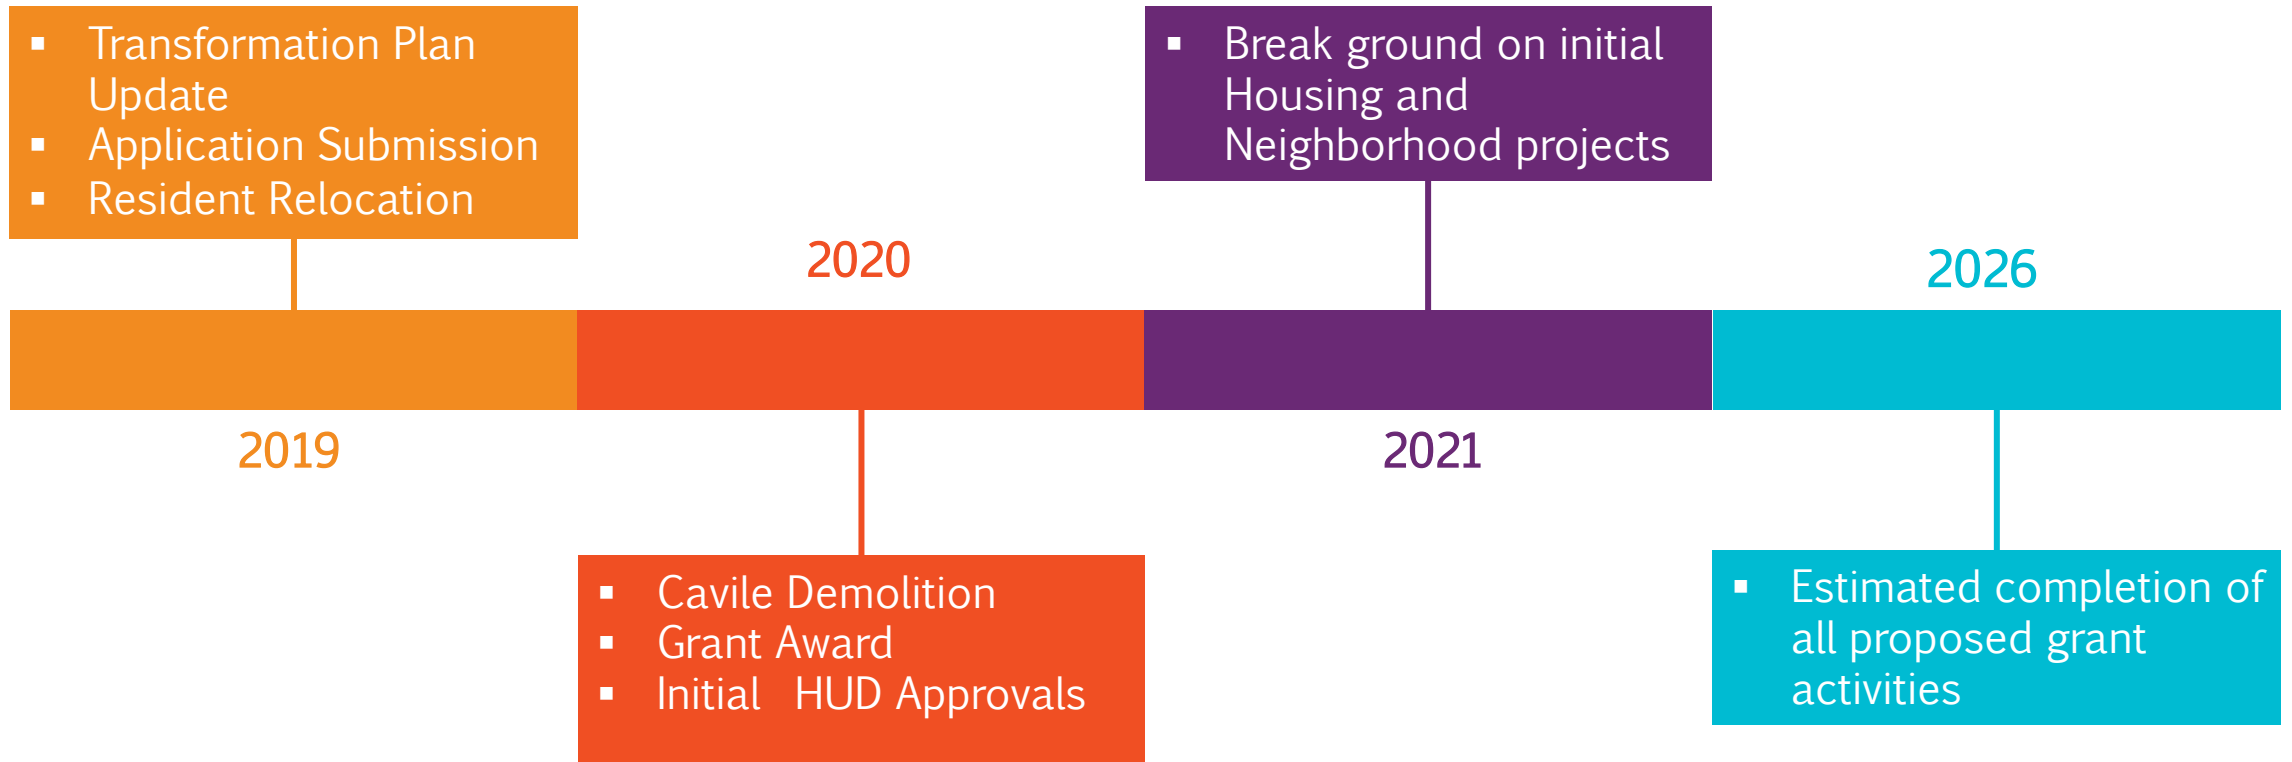 ▪ Transformation Plan
Update
▪ Application Submission
▪ Resident Relocation
2019
2020
▪ Cavile Demolition
▪ Grant Award
▪ Initial HUD Approvals
▪ Break ground on initial
Housing and
Neighborhood projects
2021
2026
▪ Estimated completion of
all proposed grant
activities